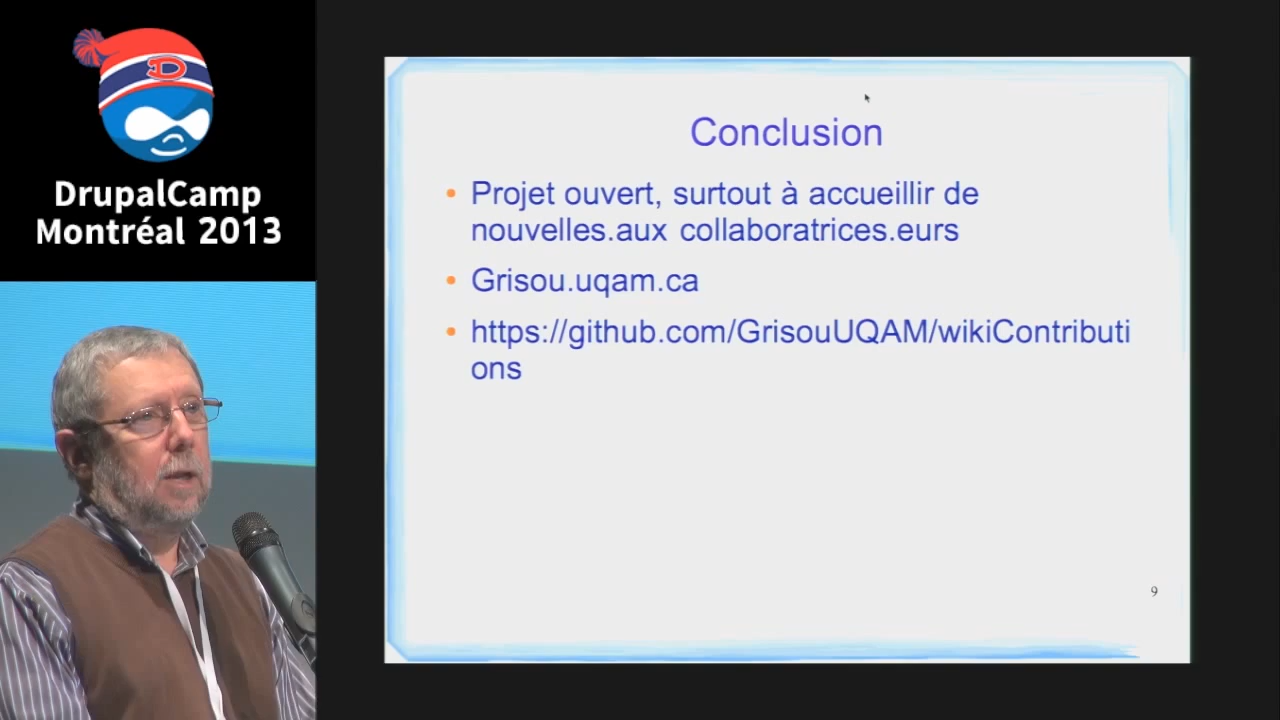 D
DrupalCamp
Montréal 2013
Conclusion
• Projet ouvert, surtout à accueillir de
nouvelles.aux collaboratrices.eurs
• Grisou.uqam.ca
• https://github.com/GrisouUQAM/wikiContributi
ons
9